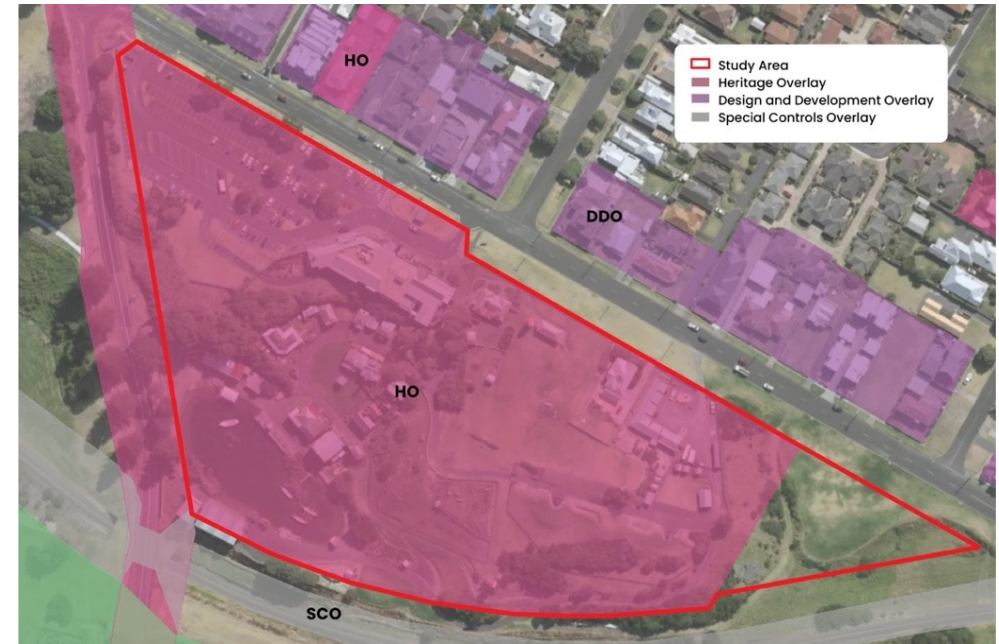 HO
Study Area
Heritage Overlay
Design and Development Overlay
Special Controls Overlay
DDO
HO
SCO